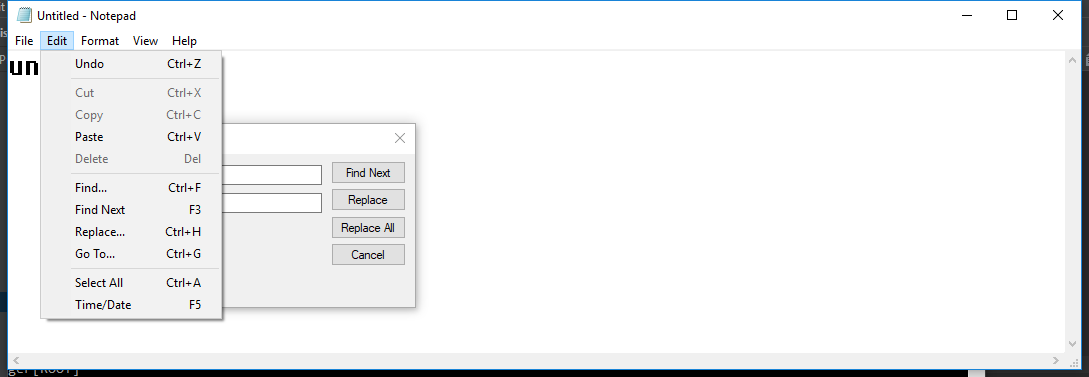 Untitled - Notepad
File Edit Format View Help
un
Undo Ctrl+Z
Cut Ctrl+X
Copy Ctrl+C
Paste Ctrl+V
Delete Del
Find... Ctrl+F
Find Next F3
Replace... Ctrl+H
Go To... Ctrl+G
Select All Ctrl+A
Time/Date F5
Find Next
Replace
Replace All
Cancel